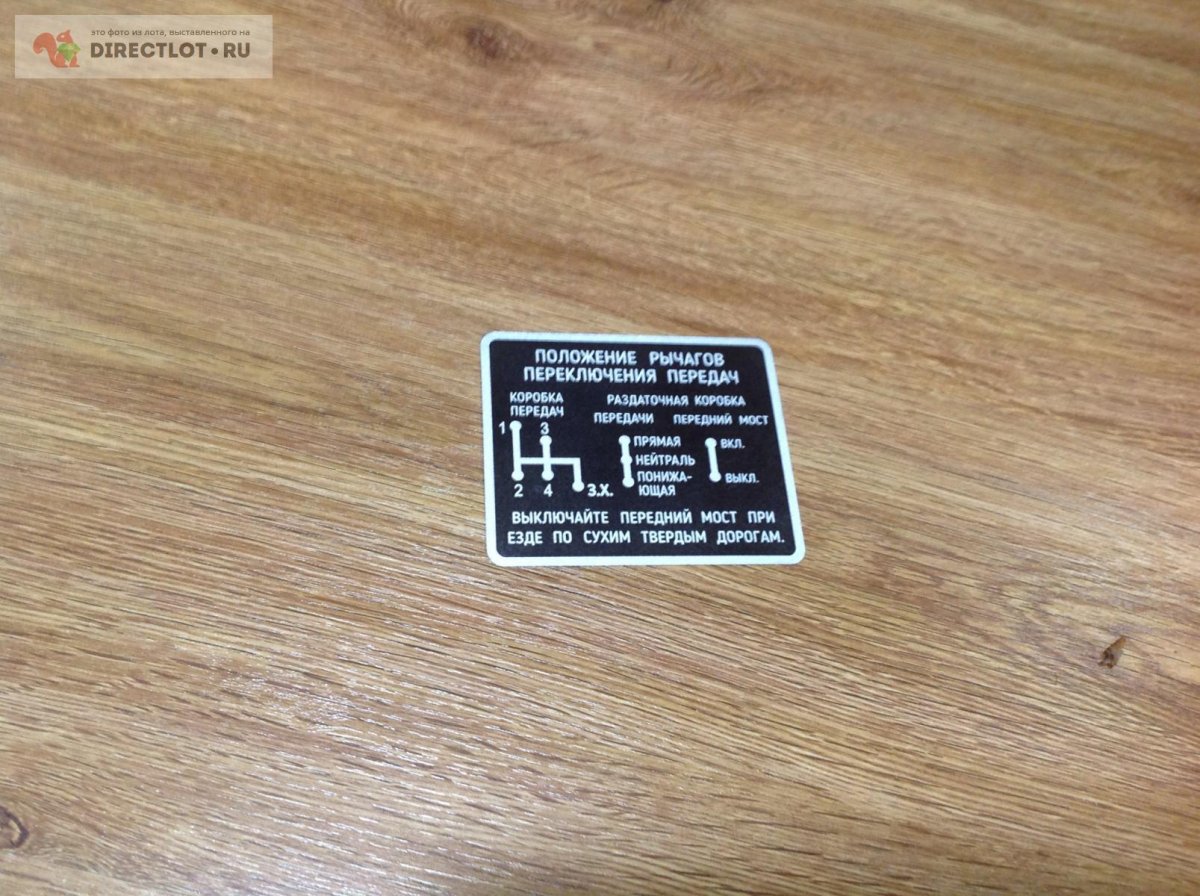 это фото из лота, выставленного на
DIRECTLOT•RU
ПОЛОЖЕНИЕ РЫЧАГОВ
ПЕРЕКЛЮЧЕНИЯ ПЕРЕДАЧ
КОРОБКА
ПЕРЕДАЧ
1 3
2 4 З.Х.
РАЗДАТОЧНАЯ КОРОБКА
ПЕРЕДАЧИ ПЕРЕДНИЙ МОСТ
ПРЯМАЯ ВКЛ.
НЕЙТРАЛЬ
ПОНИЖА- ВЫКЛ.
ЮЩАЯ
ВЫКЛЮЧАЙТЕ ПЕРЕДНИЙ МОСТ ПРИ
ЕЗДЕ ПО СУХИМ ТВЕРДЫМ ДОРОГАМ.